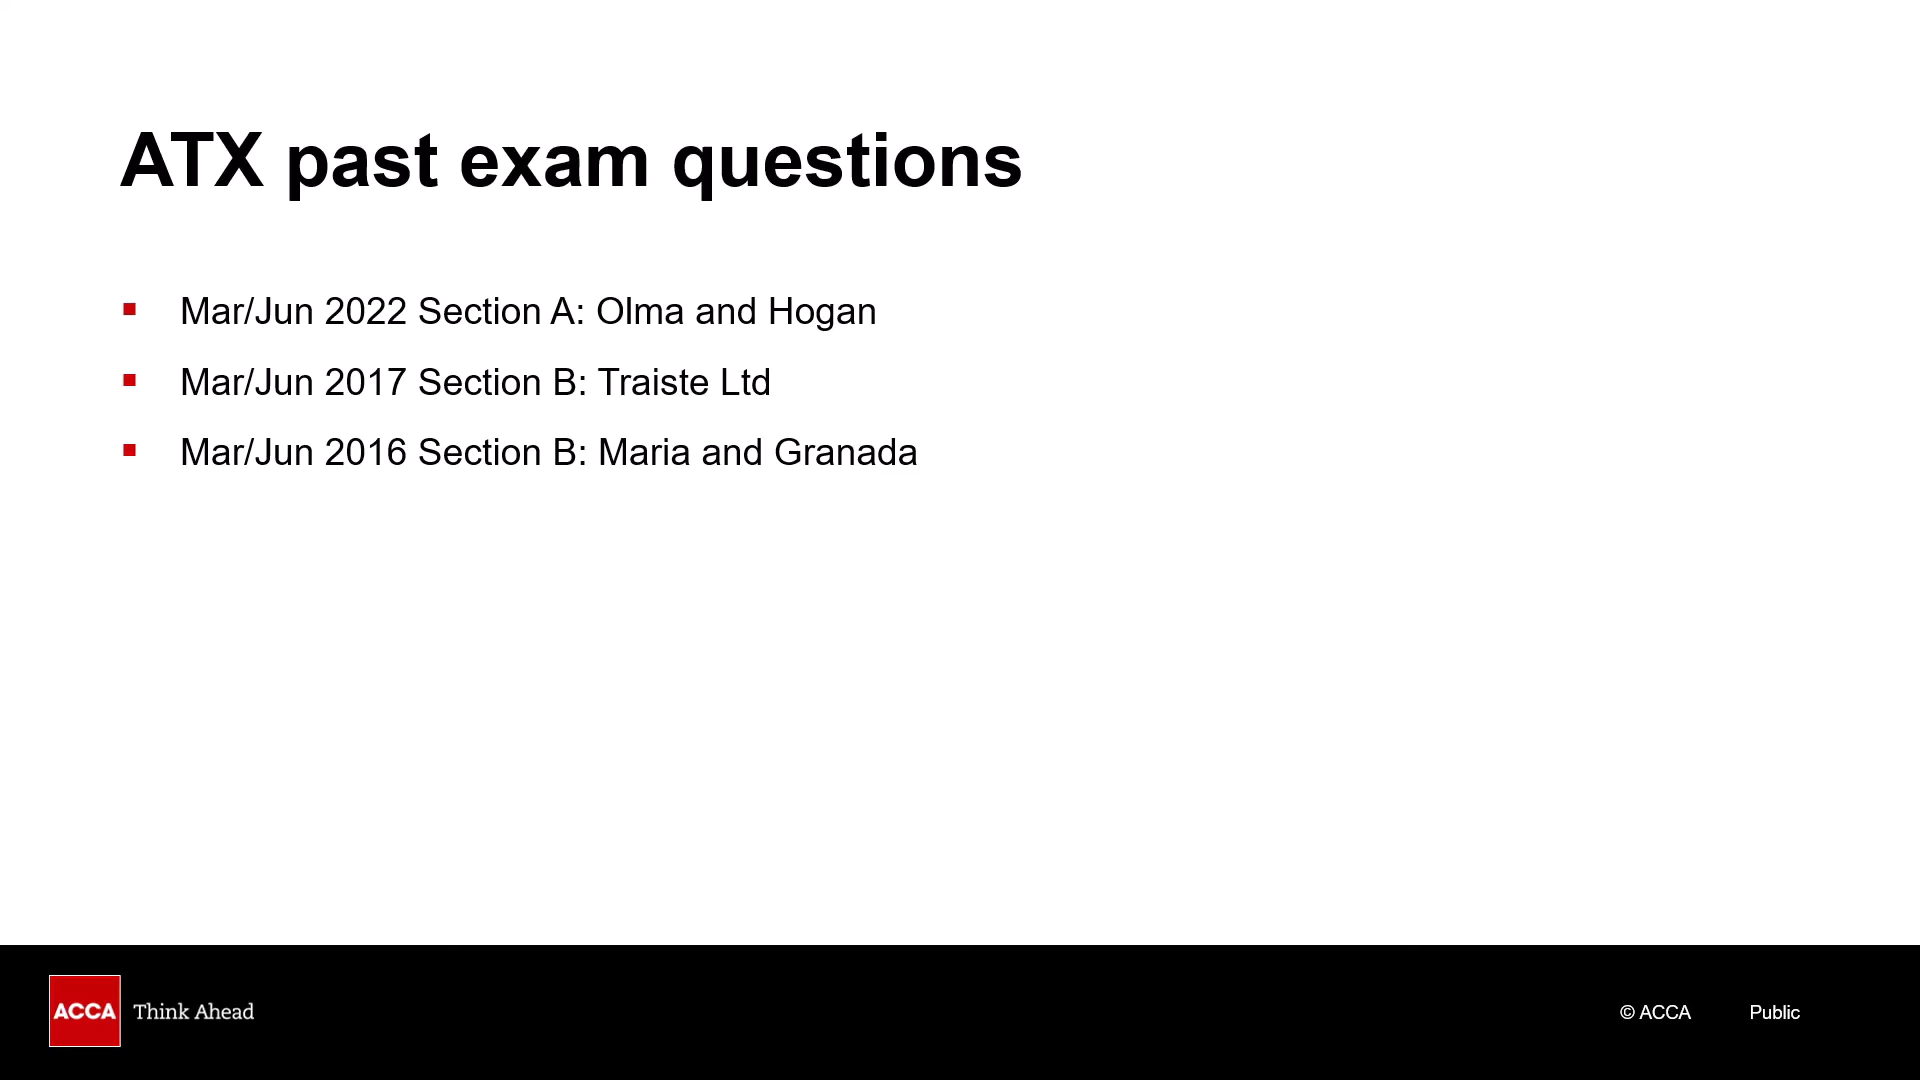 ATX past exam questions
Mar/Jun 2022 Section A: Olma and Hogan
Mar/Jun 2017 Section B: Traiste Ltd
Mar/Jun 2016 Section B: Maria and Granada
ACCA Think Ahead
© ACCA Public